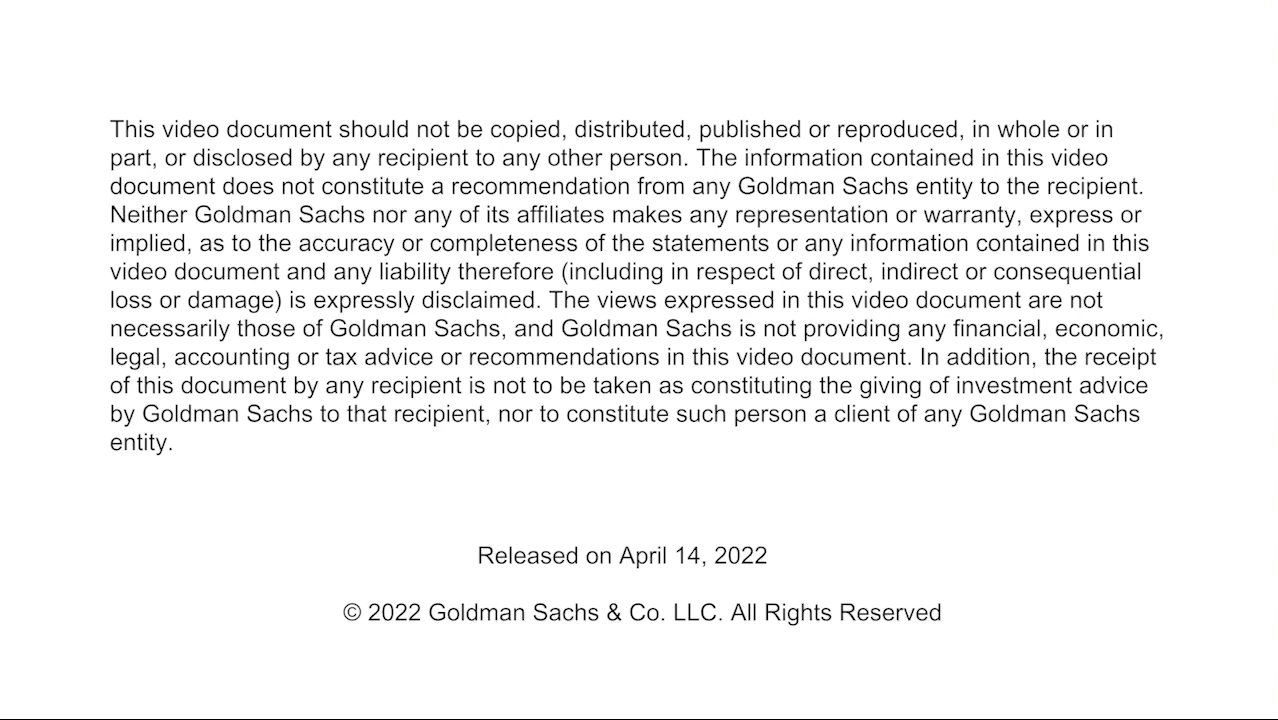 This video document should not be copied, distributed, published or reproduced, in whole or in
part, or disclosed by any recipient to any other person. The information contained in this video
document does not constitute a recommendation from any Goldman Sachs entity to the recipient.
Neither Goldman Sachs nor any of its affiliates makes any representation or warranty, express or
implied, as to the accuracy or completeness of the statements or any information contained in this
video document and any liability therefore (including in respect of direct, indirect or consequential
loss or damage) is expressly disclaimed. The views expressed in this video document are not
necessarily those of Goldman Sachs, and Goldman Sachs is not providing any financial, economic,
legal, accounting or tax advice or recommendations in this video document. In addition, the receipt
of this document by any recipient is not to be taken as constituting the giving of investment advice
by Goldman Sachs to that recipient, nor to constitute such person a client of any Goldman Sachs
entity.
Released on April 14, 2022
© 2022 Goldman Sachs & Co. LLC. All Rights Reserved